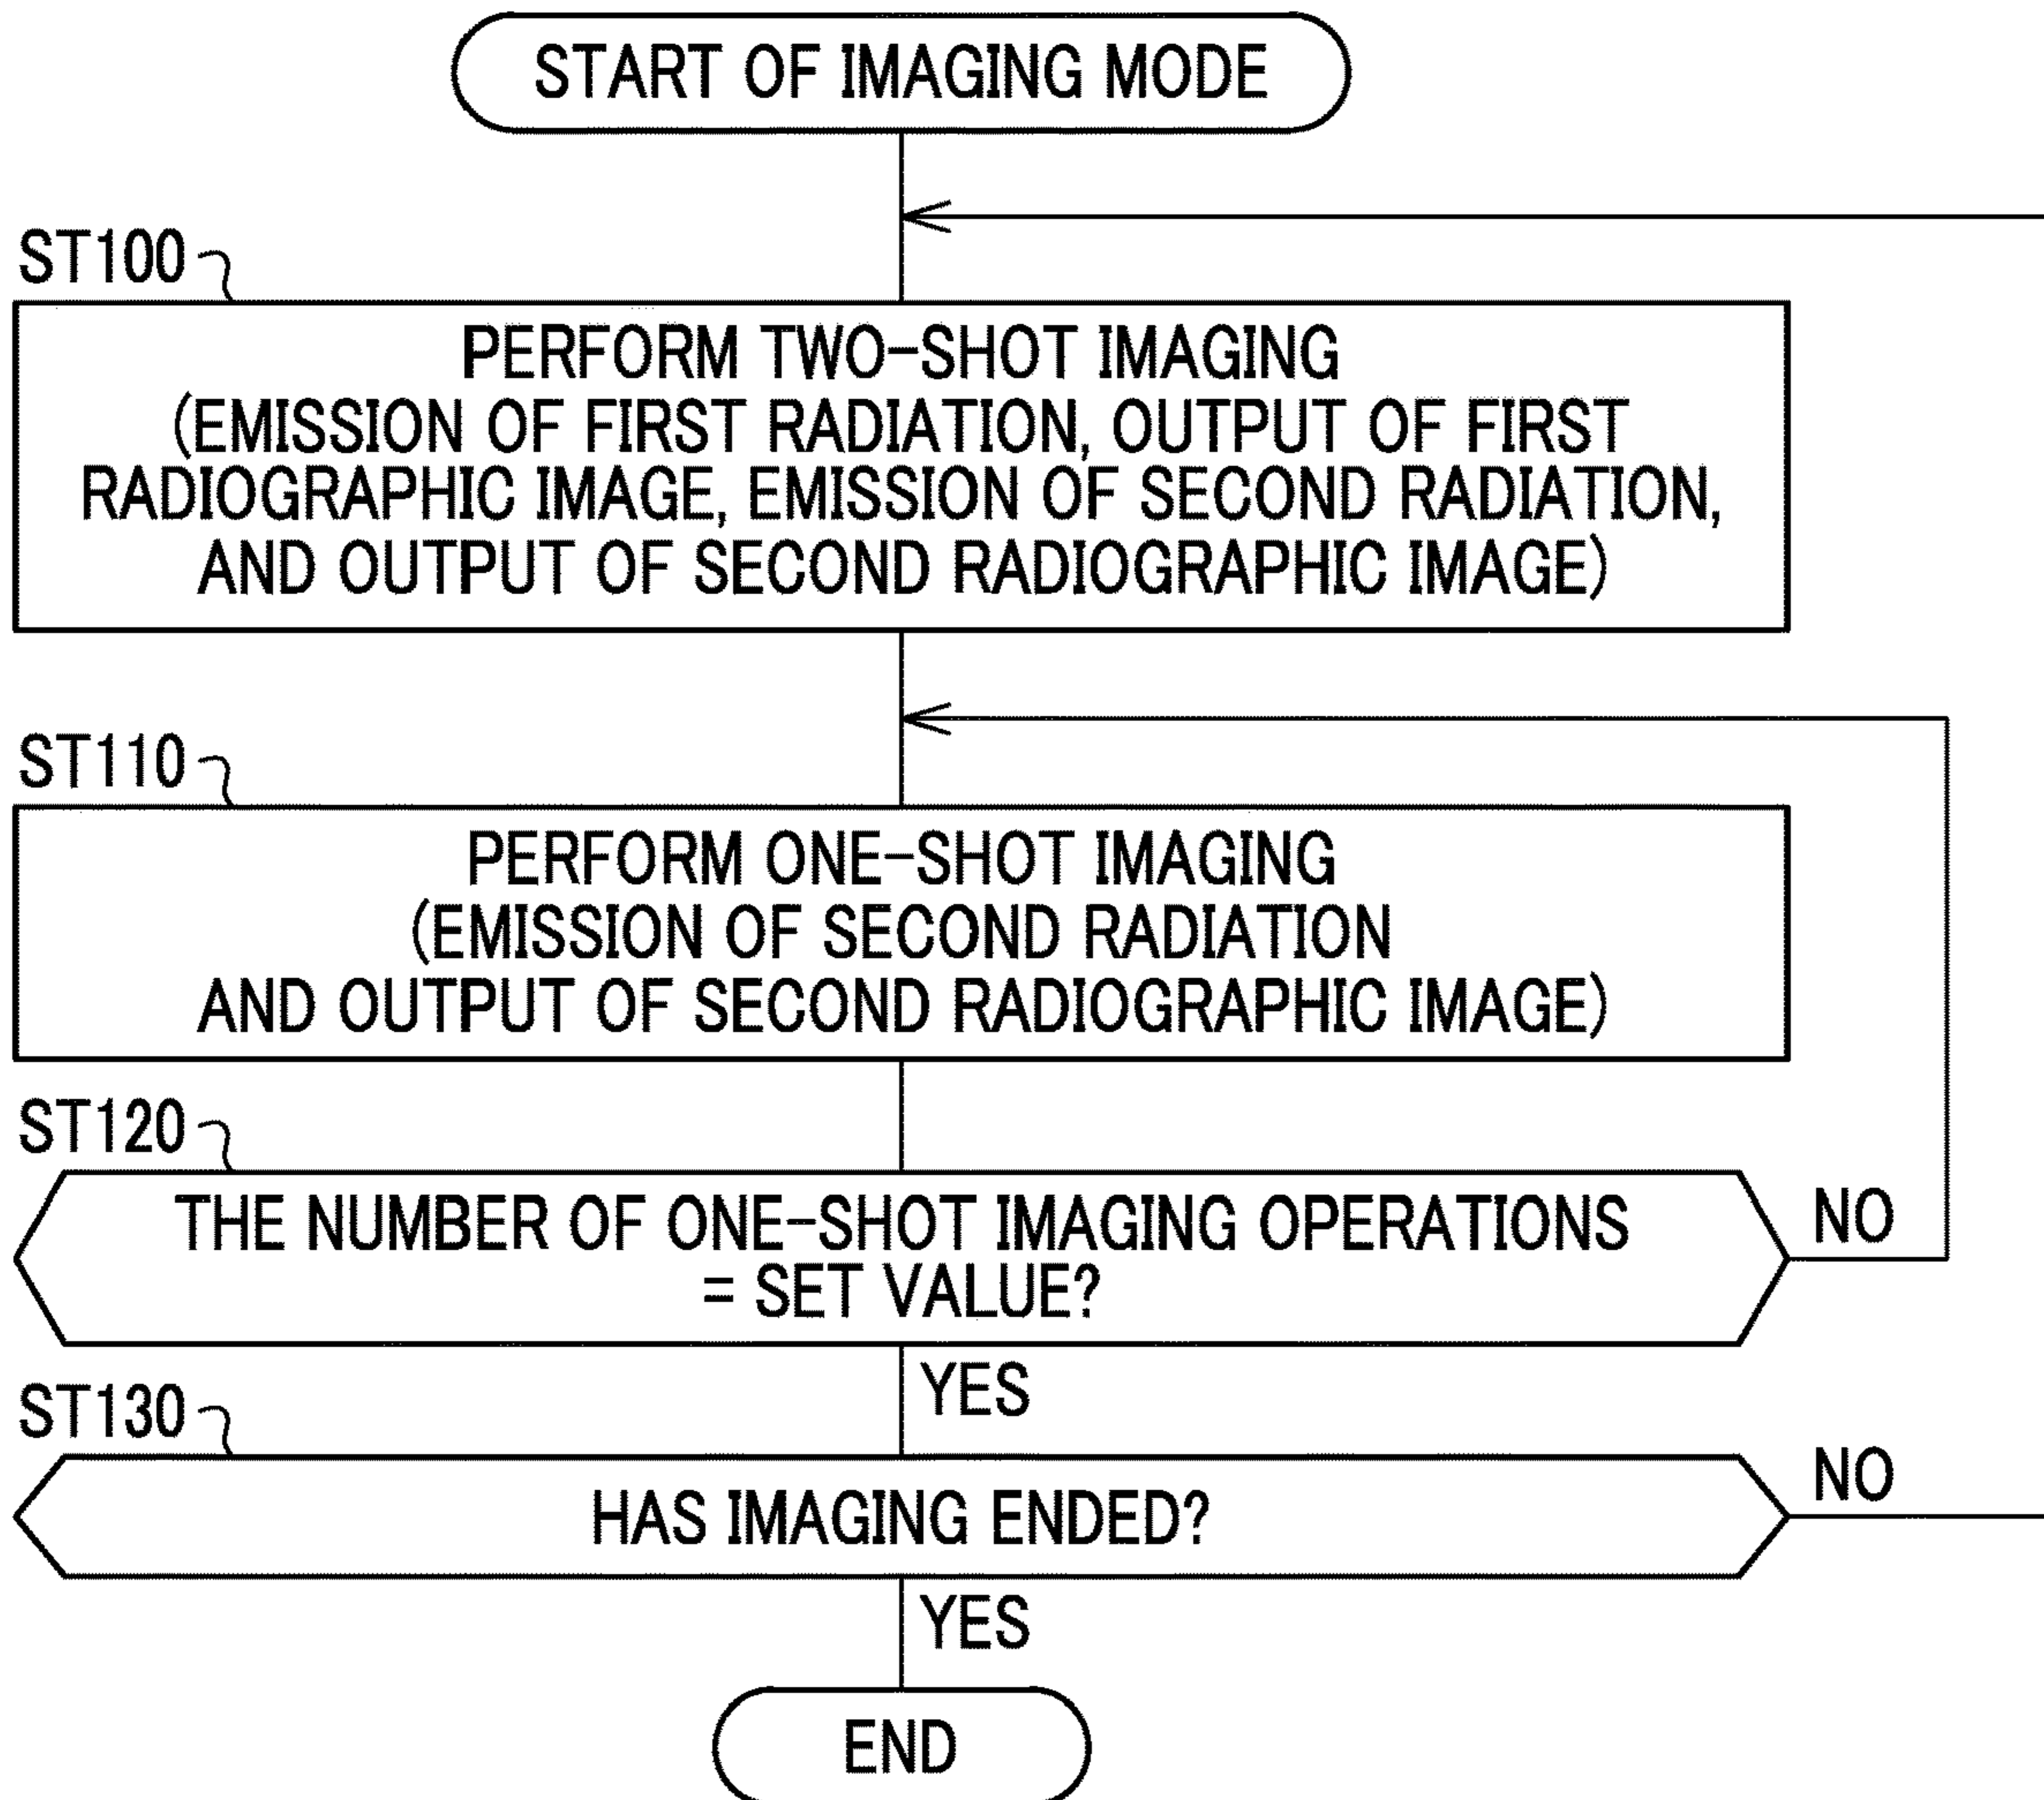 START OF IMAGING MODE
ST100
PERFORM TWO-SHOT IMAGING
(EMISSION OF FIRST RADIATION, OUTPUT OF FIRST
RADIOGRAPHIC IMAGE, EMISSION OF SECOND RADIATION,
AND OUTPUT OF SECOND RADIOGRAPHIC IMAGE)
ST110
PERFORM ONE-SHOT IMAGING
(EMISSION OF SECOND RADIATION
AND OUTPUT OF SECOND RADIOGRAPHIC IMAGE)
ST120
THE NUMBER OF ONE-SHOT IMAGING OPERATIONS
= SET VALUE?
NO
YES
ST130
HAS IMAGING ENDED?
NO
YES
END